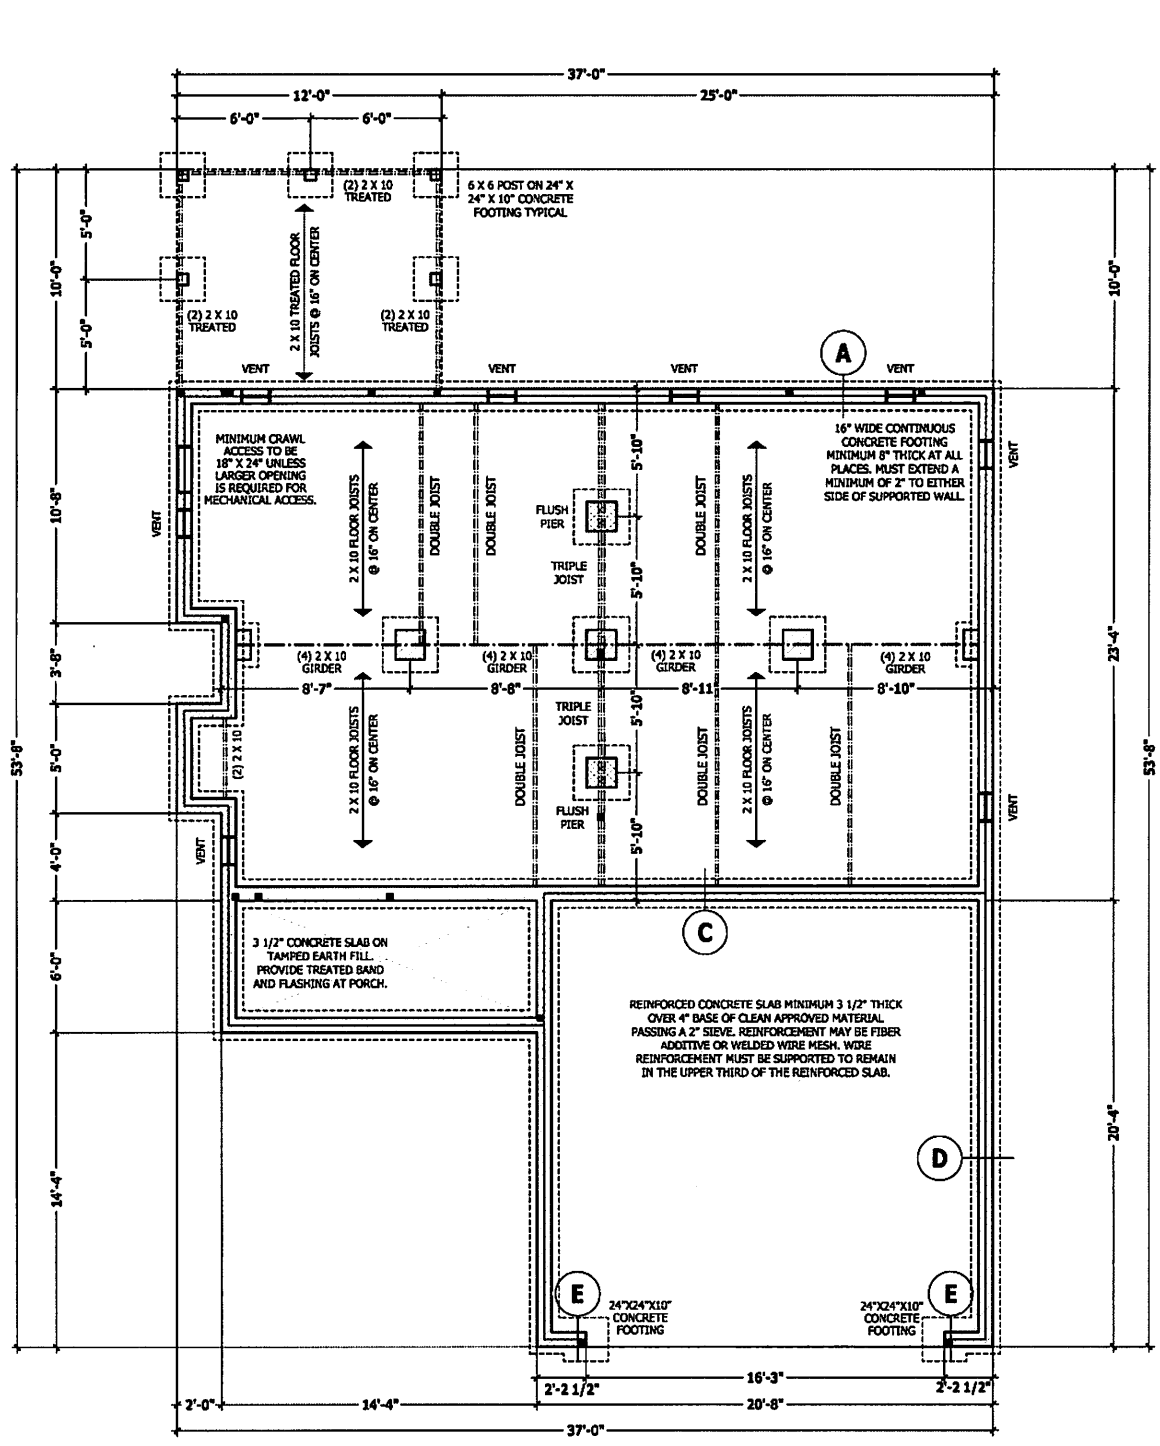 37'-0"
12'-0"
25'-0"
6'-0"
6'-0"
(2) 2 X 10
TREATED
6 X 6 POST ON 24" X
24" X 10" CONCRETE
FOOTING TYPICAL
5'-0"
10'-0"
5'-0"
2 X 10 TREATED FLOOR
JOISTS @ 16" ON CENTER
(2) 2 X 10
TREATED
(2) 2 X 10
TREATED
10'-0"
VENT
VENT
VENT
VENT
A
MINIMUM CRAWL
ACCESS TO BE
18" X 24" UNLESS
LARGER OPENING
IS REQUIRED FOR
MECHANICAL ACCESS.
16" WIDE CONTINUOUS
CONCRETE FOOTING
MINIMUM 8" THICK AT ALL
PLACES. MUST EXTEND A
MINIMUM OF 2" TO EITHER
SIDE OF SUPPORTED WALL.
VENT
10'-8"
VENT
2 X 10 FLOOR JOISTS
@ 16" ON CENTER
DOUBLE JOIST
DOUBLE JOIST
FLUSH
PIER
5'-10"
TRIPLE
JOIST
5'-10"
DOUBLE JOIST
2 X 10 FLOOR JOISTS
@ 16" ON CENTER
3'-8"
23'-4"
(4) 2 X 10
GIRDER
(4) 2 X 10
GIRDER
(4) 2 X 10
GIRDER
(4) 2 X 10
GIRDER
8'-7"
8'-8"
8'-11"
8'-10"
53'-8"
5'-0"
(2) 2 X 10
2 X 10 FLOOR JOISTS
@ 16" ON CENTER
DOUBLE JOIST
TRIPLE
JOIST
5'-10"
FLUSH
PIER
5'-10"
DOUBLE JOIST
2 X 10 FLOOR JOISTS
@ 16" ON CENTER
DOUBLE JOIST
VENT
53'-8"
4'-0"
VENT
C
6'-0"
3 1/2" CONCRETE SLAB ON
TAMPED EARTH FILL.
PROVIDE TREATED BAND
AND FLASHING AT PORCH.
REINFORCED CONCRETE SLAB MINIMUM 3 1/2" THICK
OVER 4" BASE OF CLEAN APPROVED MATERIAL
PASSING A 2" SIEVE. REINFORCEMENT MAY BE FIBER
ADDITIVE OR WELDED WIRE MESH. WIRE
REINFORCEMENT MUST BE SUPPORTED TO REMAIN
IN THE UPPER THIRD OF THE REINFORCED SLAB.
20'-4"
D
14'-4"
E
E
24"X24"X10"
CONCRETE
FOOTING
24"X24"X10"
CONCRETE
FOOTING
16'-3"
2'-2 1/2"
2'-2 1/2"
2'-0"
14'-4"
20'-8"
37'-0"